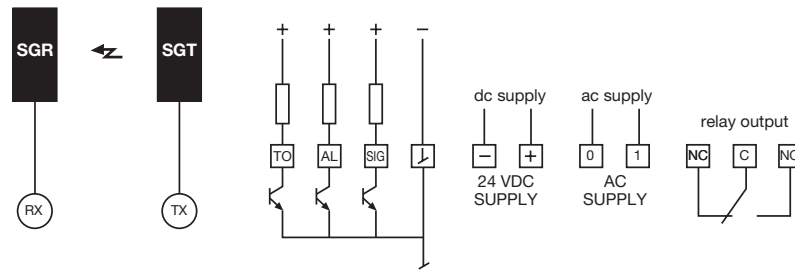 SGR
SGT
RX
TX
+ + + −
TO AL SIG
dc supply
− +
24 VDC
SUPPLY
ac supply
0 1
AC
SUPPLY
relay output
NC C NO